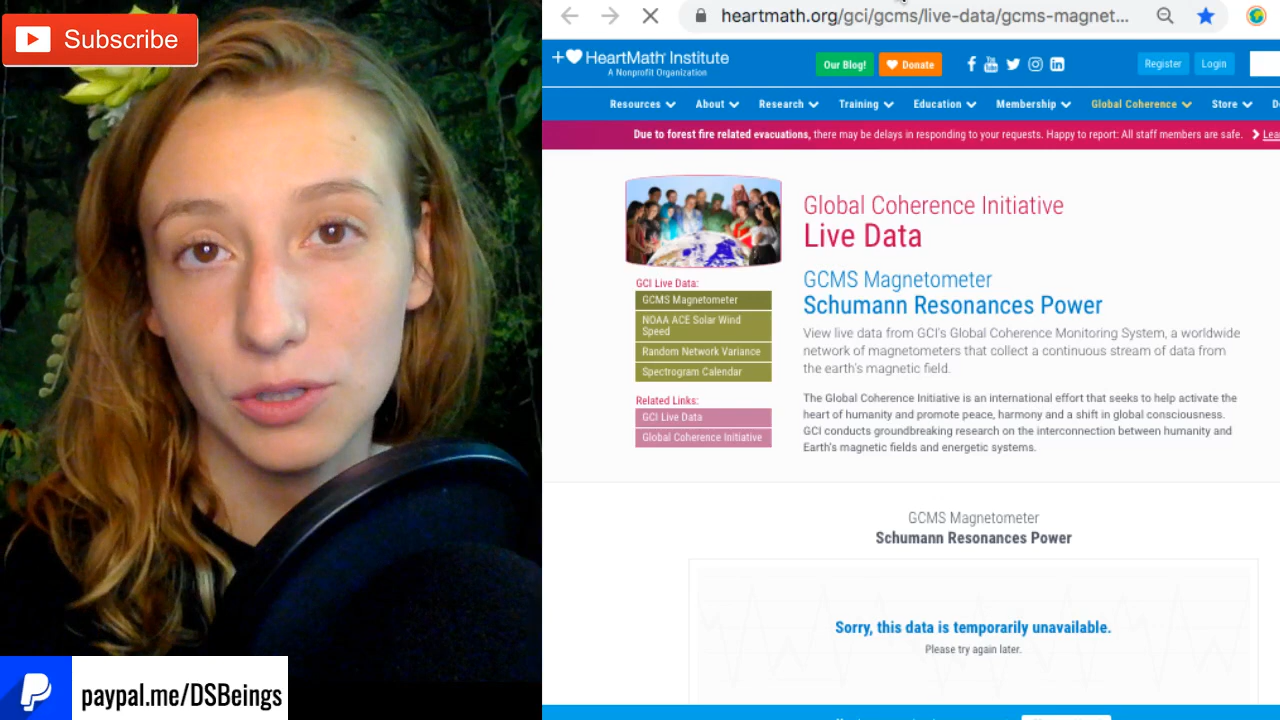 Subscribe
heartmath.org/gci/gcms/live-data/gcms-magnet...
HeartMath Institute
A Nonprofit Organization
Our Blog!
Donate
Register
Login
Resources
About
Research
Training
Education
Membership
Global Coherence
Store
Due to forest fire related evacuations, there may be delays in responding to your requests. Happy to report: All staff members are safe.
Global Coherence Initiative
Live Data
GCI Live Data:
GCMS Magnetometer
NOAA ACE Solar Wind
Speed
Random Network Variance
Spectrogram Calendar
Related Links:
GCI Live Data
Global Coherence Initiative
GCMS Magnetometer
Schumann Resonances Power
View live data from GCI's Global Coherence Monitoring System, a worldwide
network of magnetometers that collect a continuous stream of data from
the earth's magnetic field.
The Global Coherence Initiative is an international effort that seeks to help activate the
heart of humanity and promote peace, harmony and a shift in global consciousness.
GCI conducts groundbreaking research on the interconnection between humanity and
Earth's magnetic fields and energetic systems.
GCMS Magnetometer
Schumann Resonances Power
Sorry, this data is temporarily unavailable.
Please try again later.
paypal.me/DSBeings